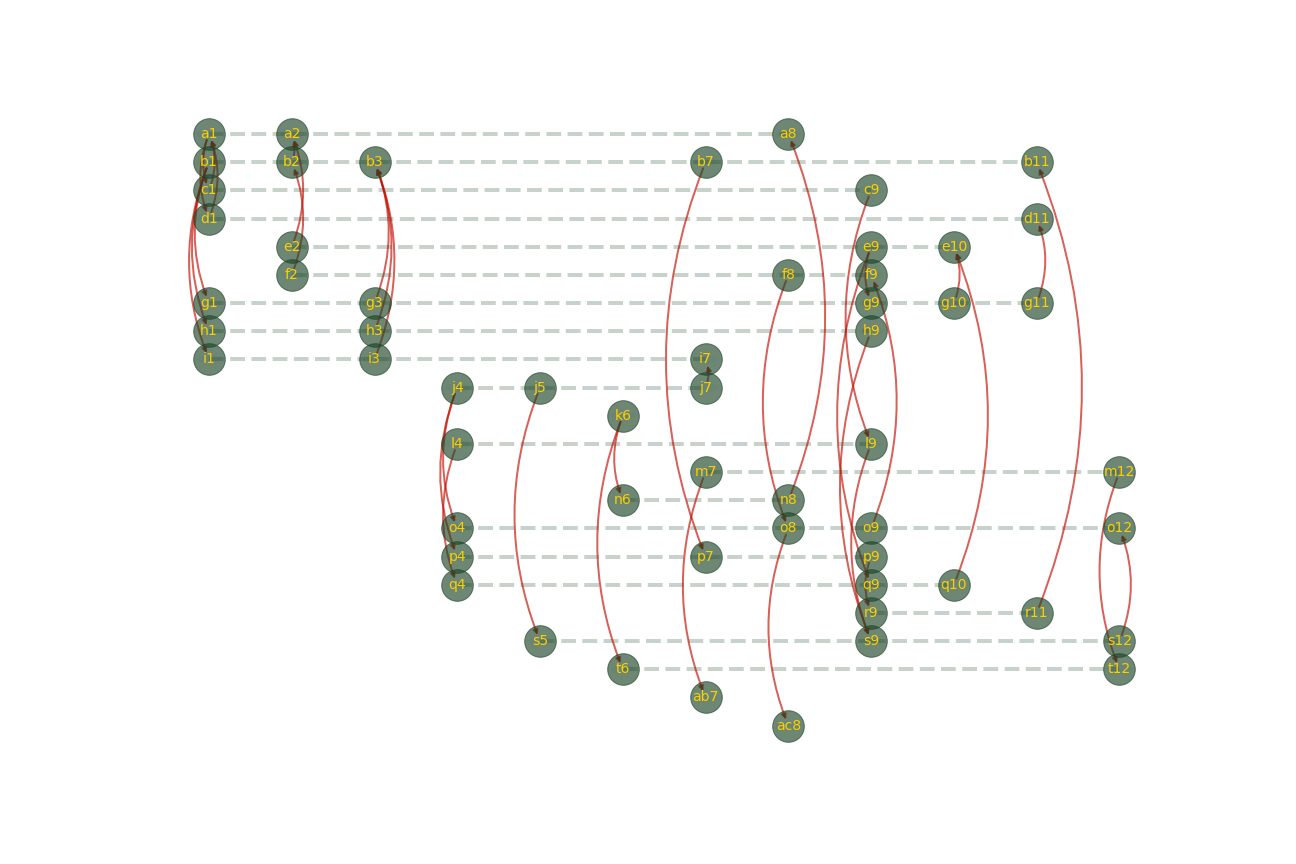 a1 a2 a8
b1 b2 b3 b7 b11
c1 c9
d1 d11
e2 e9 e10
f2 f8 f9
g1 g3 g9 g10 g11
h1 h3 h9
i1 i3 i7
j4 j5 j7
k6
l4 l9
m7 m12
n6 n8
o4 o8 o9 o12
p4 p7 p9
q4 q9 q10
r9 r11
s5 s9 s12
t6 t12
ab7
ac8